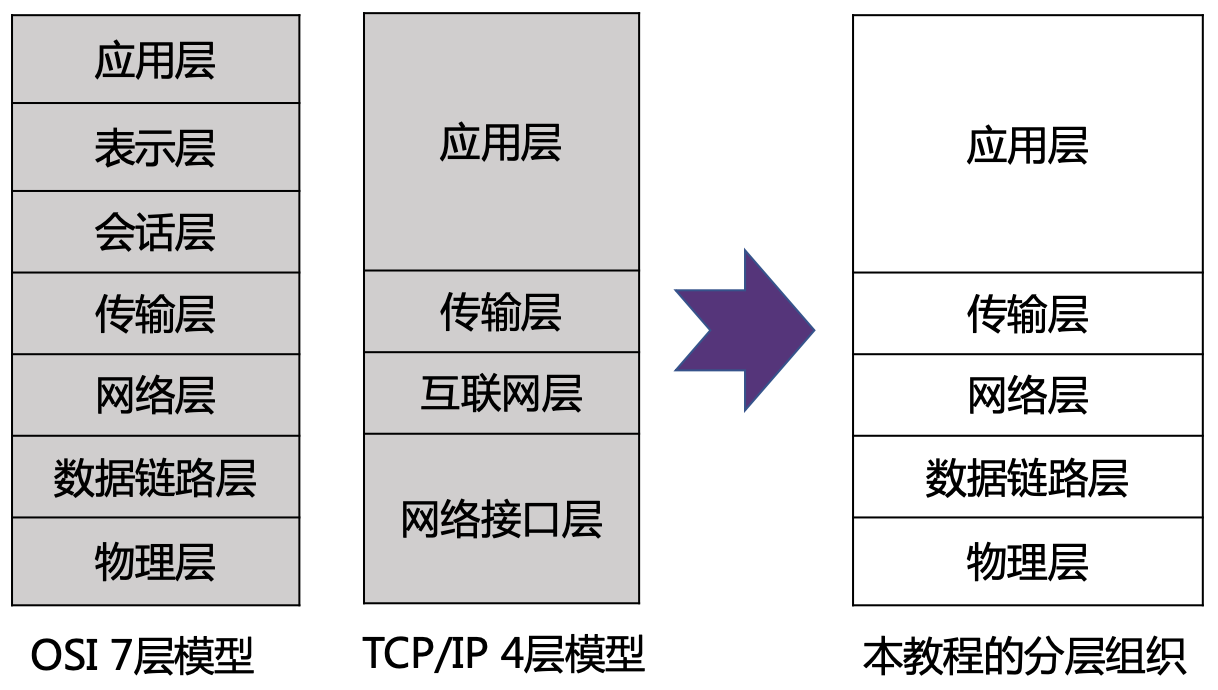 应用层
表示层
会话层
传输层
网络层
数据链路层
物理层
OSI 7层模型
应用层
传输层
互联网层
网络接口层
TCP/IP 4层模型
应用层
传输层
网络层
数据链路层
物理层
本教程的分层组织